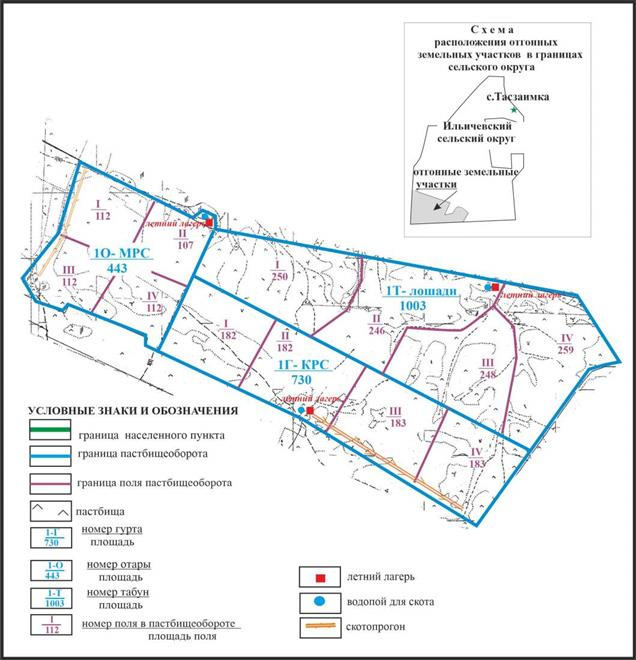 С х е м а
расположения отгонных
земельных участков в границах
сельского округа
с.Тасзаимка
Ильичевский
сельский округ
отгонные земельные
участки
I
112
летний лагерь
II
107
1О- МРС
443
III
112
IV
112
I
250
1Т- лошади
1003
летний лагерь
II
246
I
182
II
182
IV
259
1Г- КРС
730
III
248
летний лагерь
III
183
IV
183
УСЛОВНЫЕ ЗНАКИ И ОБОЗНАЧЕНИЯ
граница населенного пункта
граница пастбищеоборота
граница поля пастбищеоборота
пастбища
1-Г
730
номер гурта
площадь
1-О
443
номер отары
площадь
1-Т
1003
номер табун
площадь
I
112
номер поля в пастбищеобороте
площадь поля
летний лагерь
водопой для скота
скотопрогон